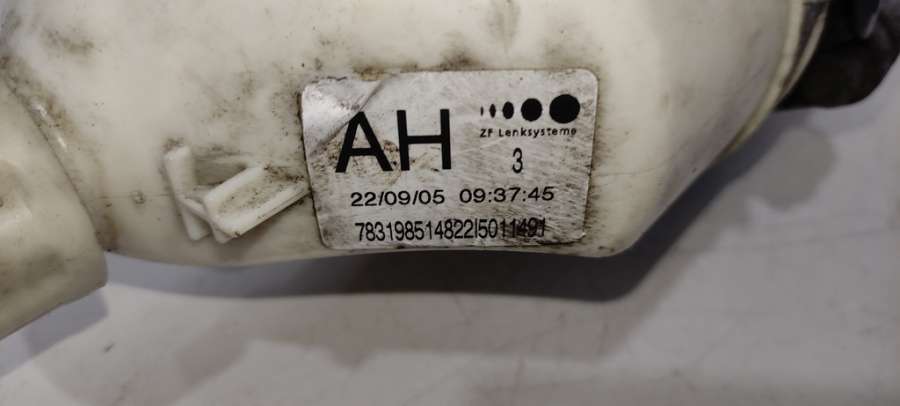 AH
ZF Lenksysteme
3
22/09/05 09:37:45
783198514822I5011491